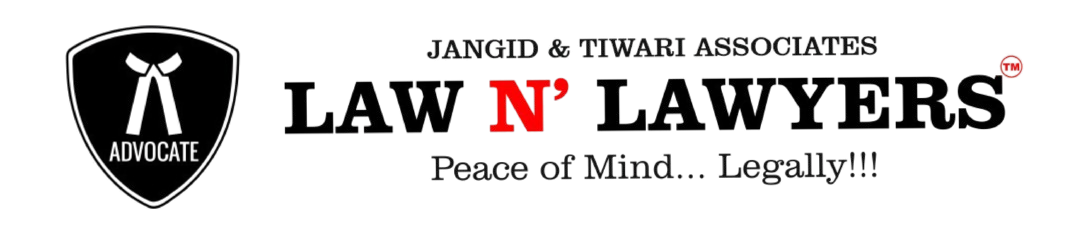 ADVOCATE
JANGID & TIWARI ASSOCIATES
LAW N’ LAWYERS TM
Peace of Mind... Legally!!!